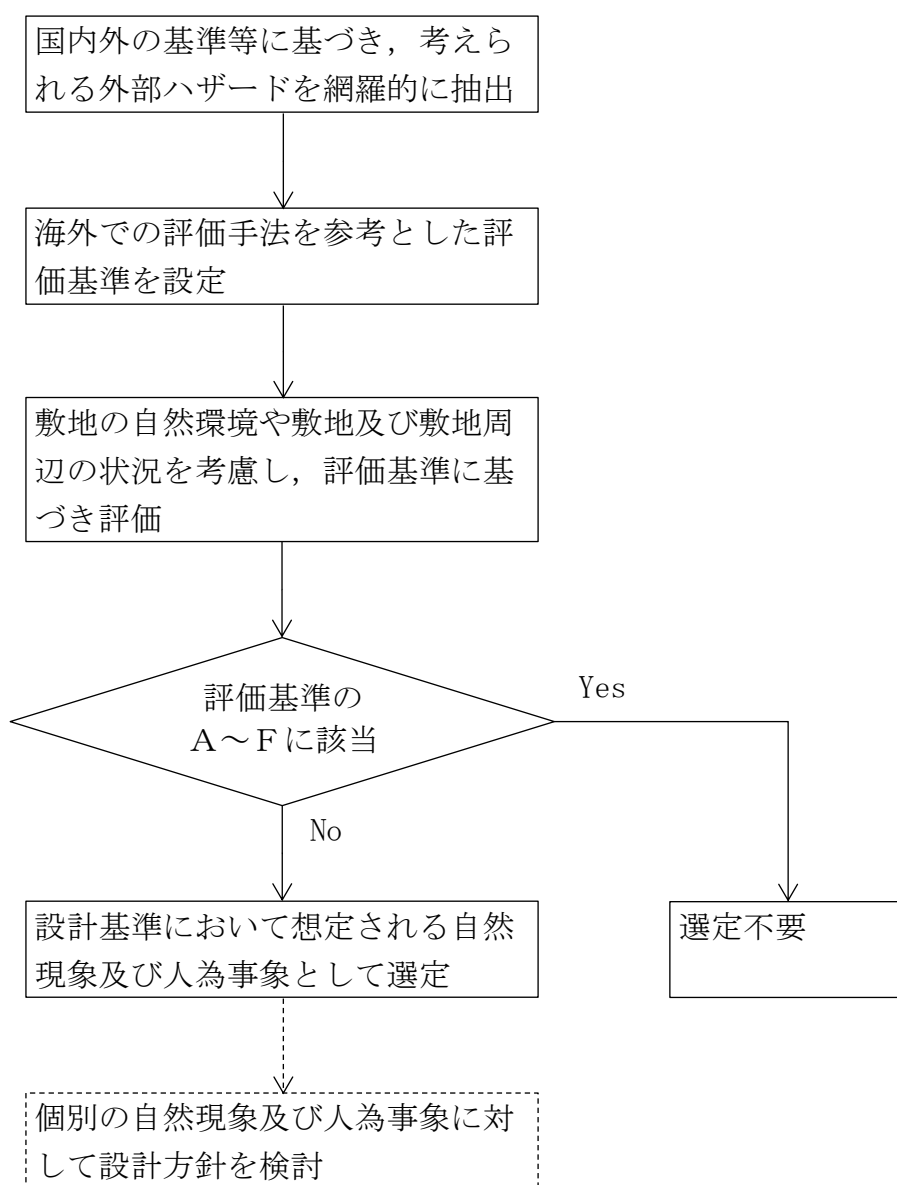 国内外の基準等に基づき，考えら
れる外部ハザードを網羅的に抽出
海外での評価手法を参考とした評
価基準を設定
敷地の自然環境や敷地及び敷地周
辺の状況を考慮し，評価基準に基
づき評価
評価基準の
Ａ～Ｆに該当
Yes
No
設計基準において想定される自然
現象及び人為事象として選定
選定不要
個別の自然現象及び人為事象に対
して設計方針を検討